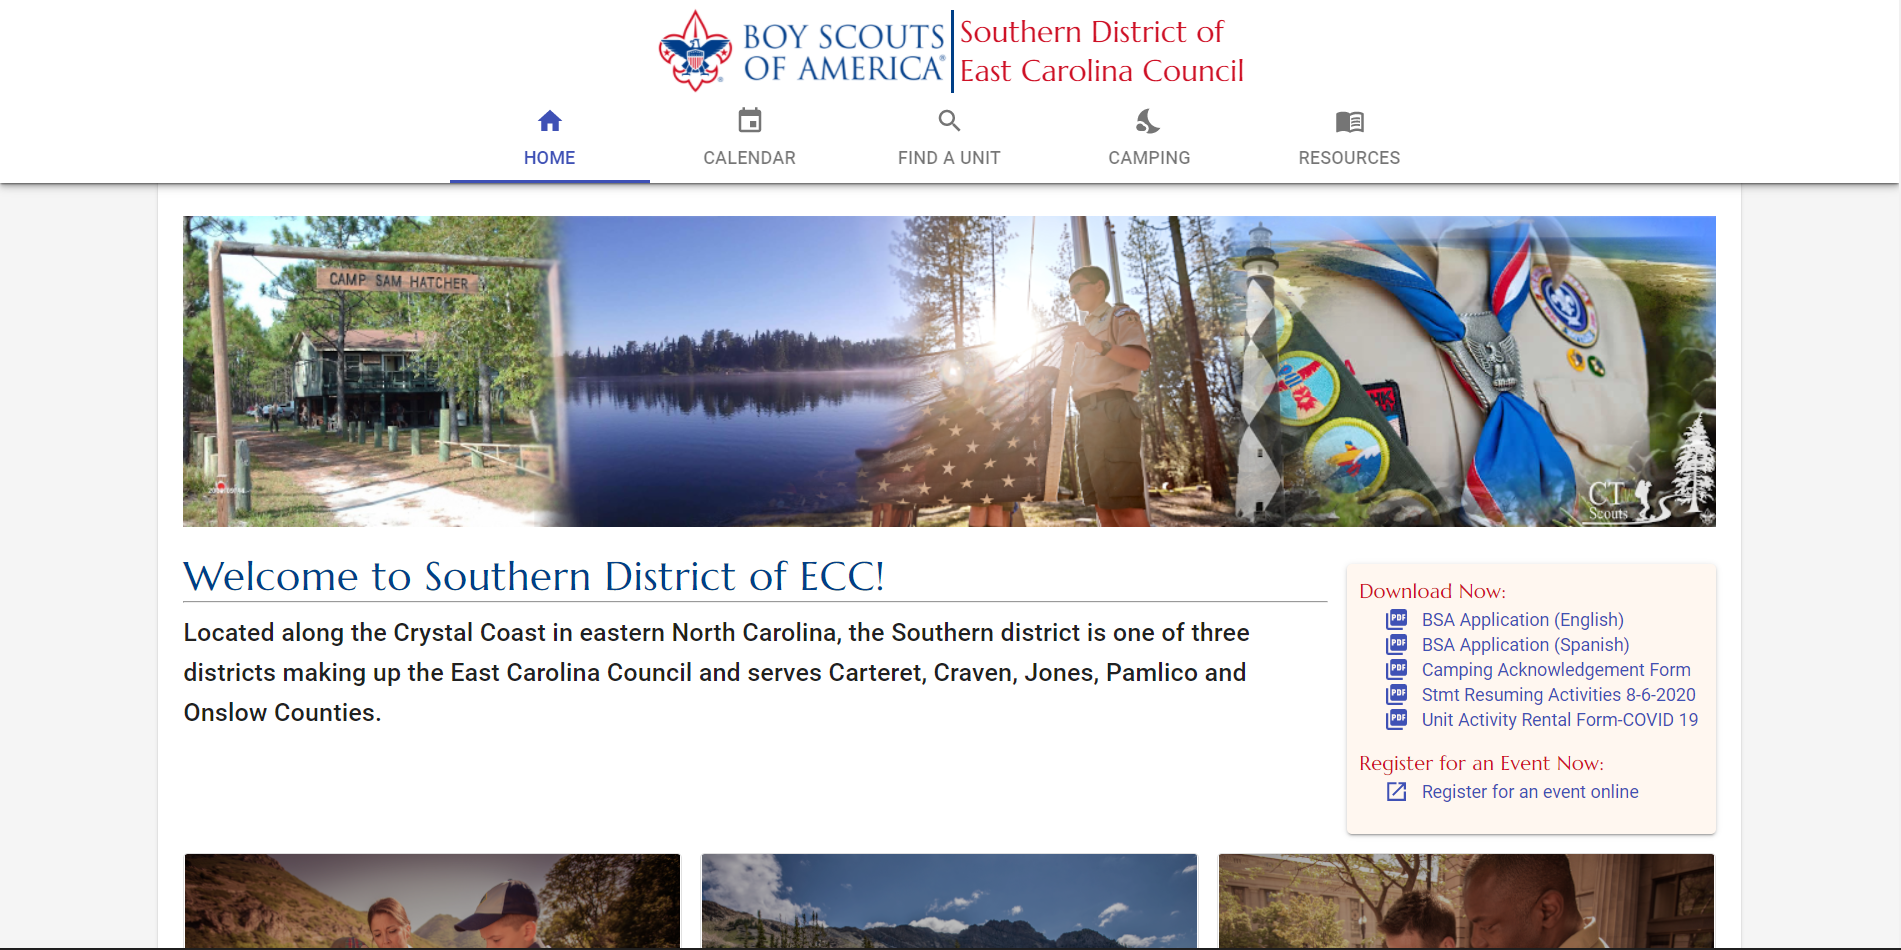 BOY SCOUTS
OF AMERICA®
Southern District of
East Carolina Council
HOME
CALENDAR
FIND A UNIT
CAMPING
RESOURCES
CAMP SAM HATCHER
CT
Scouts
Welcome to Southern District of ECC!
Located along the Crystal Coast in eastern North Carolina, the Southern district is one of three
districts making up the East Carolina Council and serves Carteret, Craven, Jones, Pamlico and
Onslow Counties.
Download Now:
PDF BSA Application (English)
PDF BSA Application (Spanish)
PDF Camping Acknowledgement Form
PDF Stmt Resuming Activities 8-6-2020
PDF Unit Activity Rental Form-COVID 19
Register for an Event Now:
Register for an event online